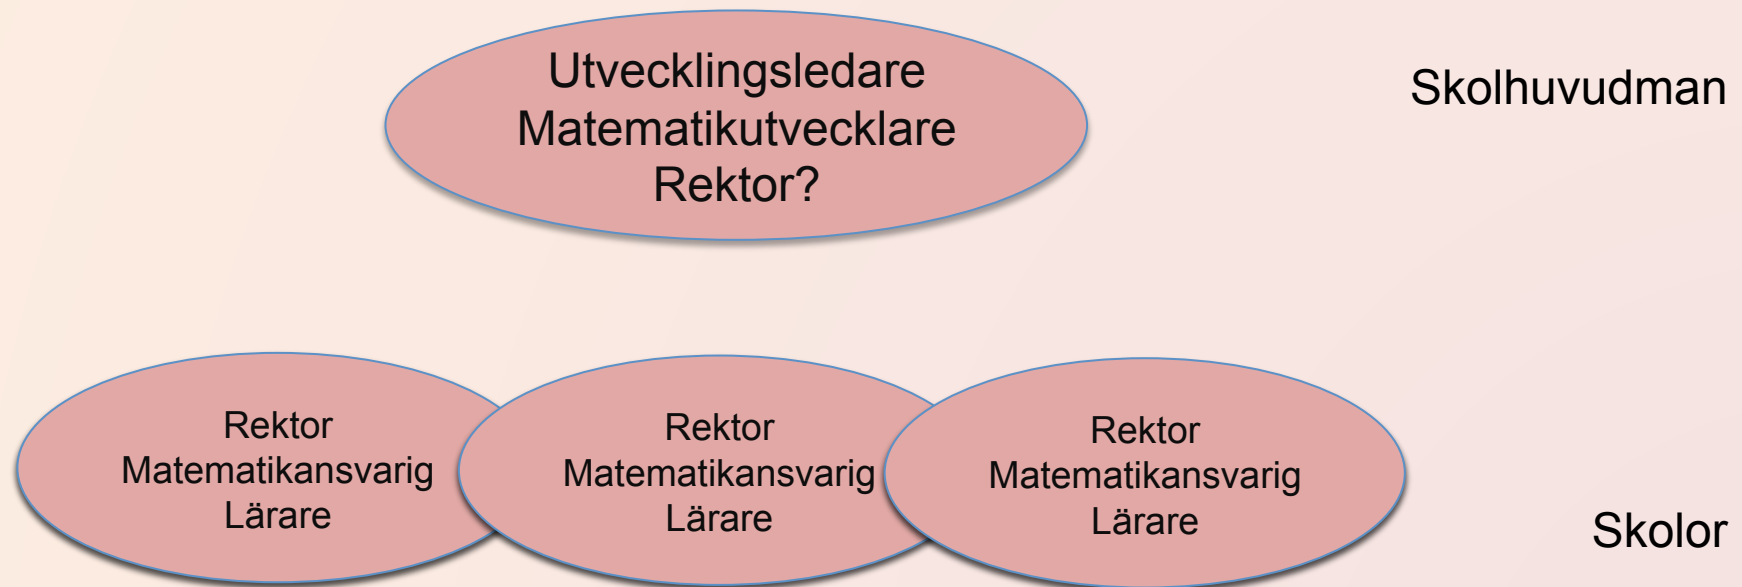 Utvecklingsledare
Matematikutvecklare
Rektor?
Skolhuvudman
Rektor
Matematikansvarig
Lärare
Rektor
Matematikansvarig
Lärare
Rektor
Matematikansvarig
Lärare
Skolor